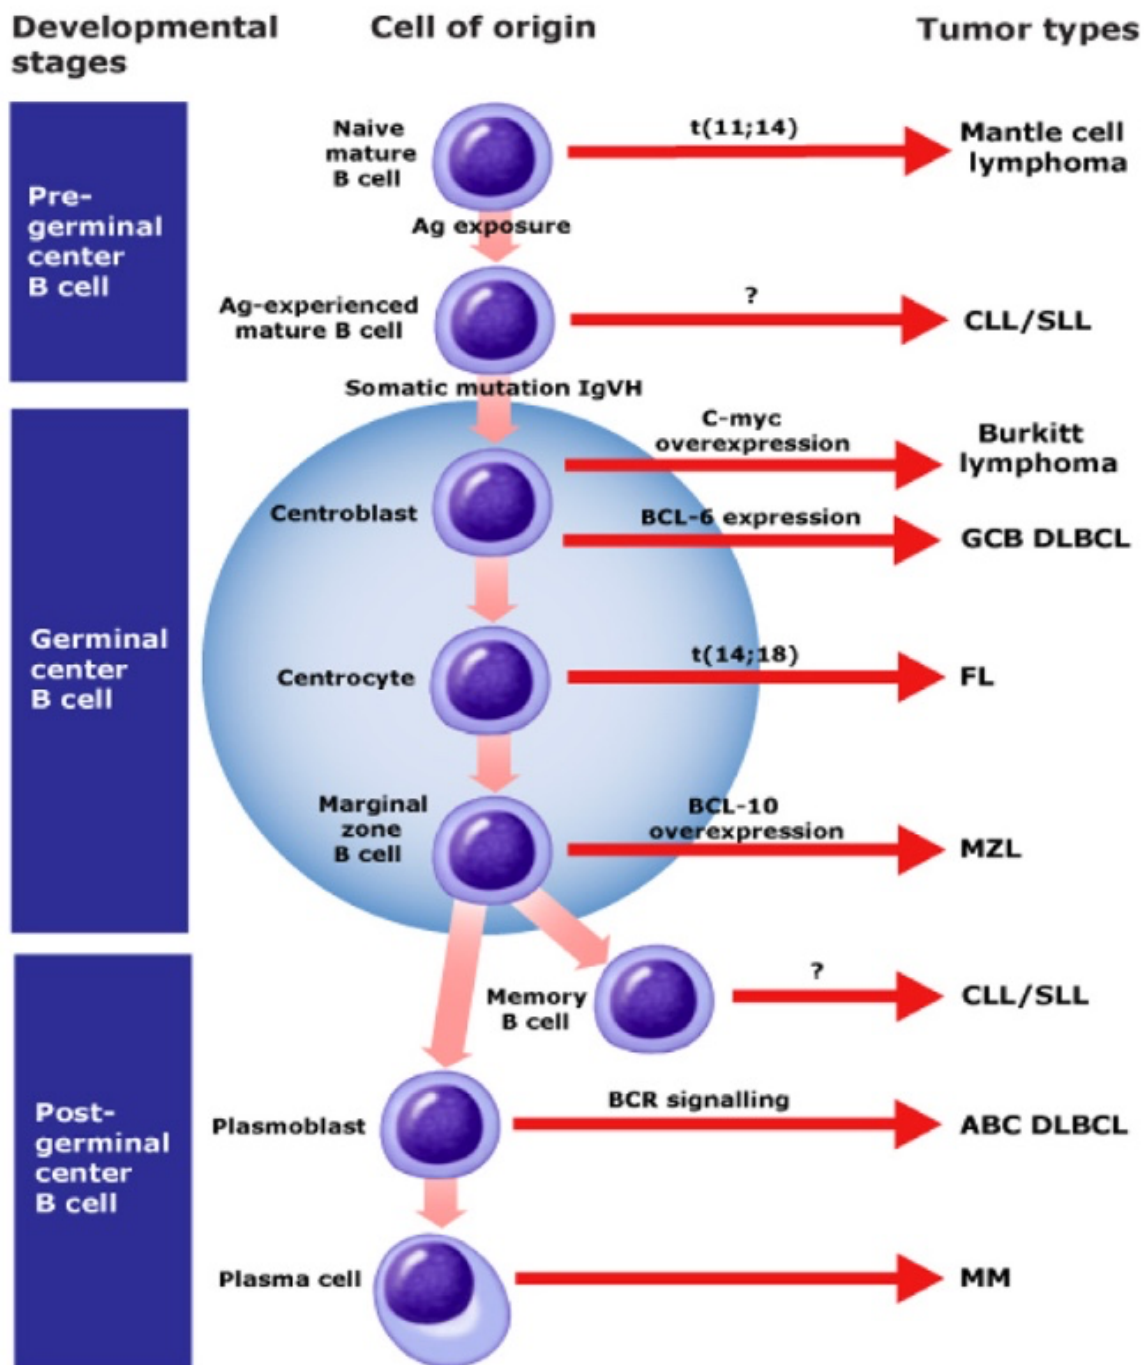 Developmental
stages
Cell of origin
Tumor types
Pre-
germinal
center
B cell
Naive
mature
B cell
t(11;14)
Mantle cell
lymphoma
Ag exposure
Ag-experienced
mature B cell
?
CLL/SLL
Somatic mutation IgVH
Germinal
center
B cell
Centroblast
C-myc
overexpression
Burkitt
lymphoma
BCL-6 expression
GCB DLBCL
Centrocyte
t(14;18)
FL
Marginal
zone
B cell
BCL-10
overexpression
MZL
Post-
germinal
center
B cell
Memory
B cell
?
CLL/SLL
Plasmoblast
BCR signalling
ABC DLBCL
Plasma cell
MM